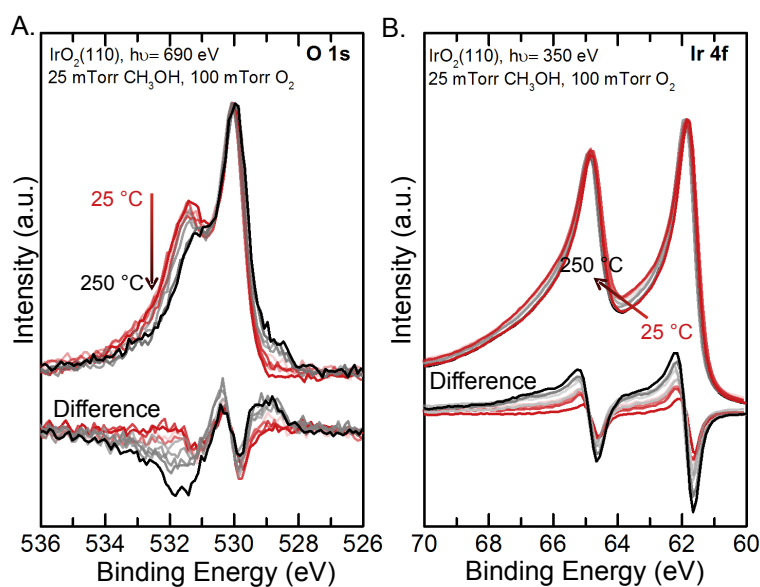 A.
IrO₂(110), hυ= 690 eV
O 1s
25 mTorr CH₃OH, 100 mTorr O₂
25 °C
250 °C
Difference
Intensity (a.u.)
536 534 532 530 528 526
Binding Energy (eV)
B.
IrO₂(110), hυ= 350 eV
Ir 4f
25 mTorr CH₃OH, 100 mTorr O₂
250 °C
25 °C
Difference
Intensity (a.u.)
70 68 66 64 62 60
Binding Energy (eV)